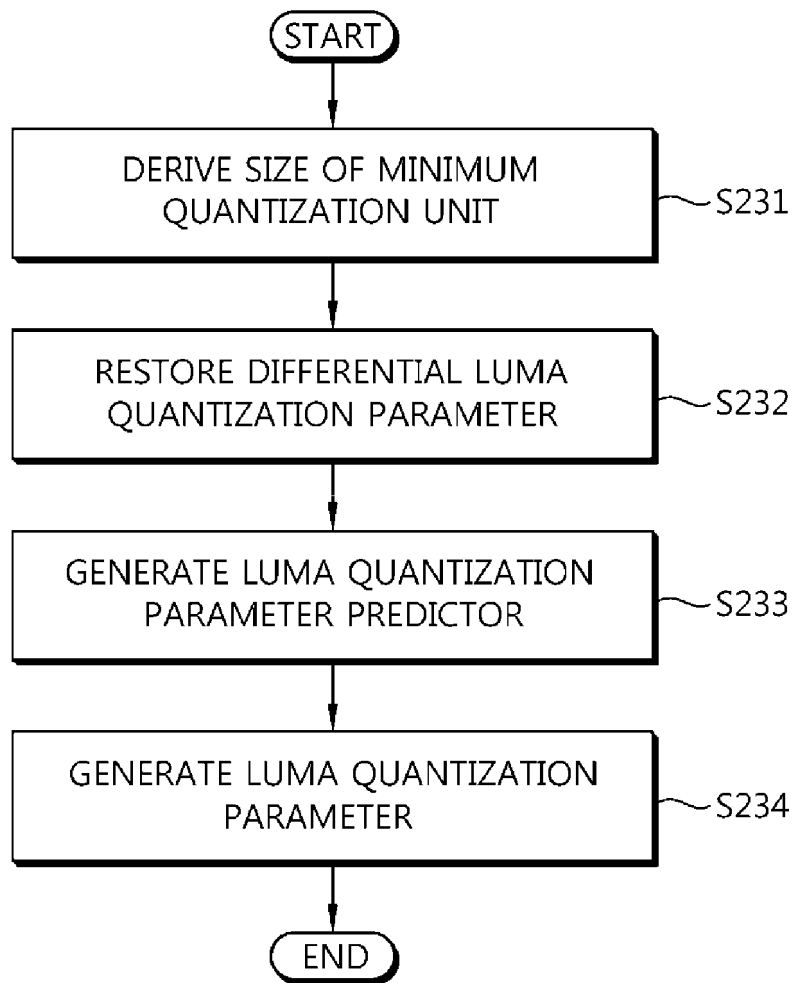 START
DERIVE SIZE OF MINIMUM
QUANTIZATION UNIT
S231
RESTORE DIFFERENTIAL LUMA
QUANTIZATION PARAMETER
S232
GENERATE LUMA QUANTIZATION
PARAMETER PREDICTOR
S233
GENERATE LUMA QUANTIZATION
PARAMETER
S234
END